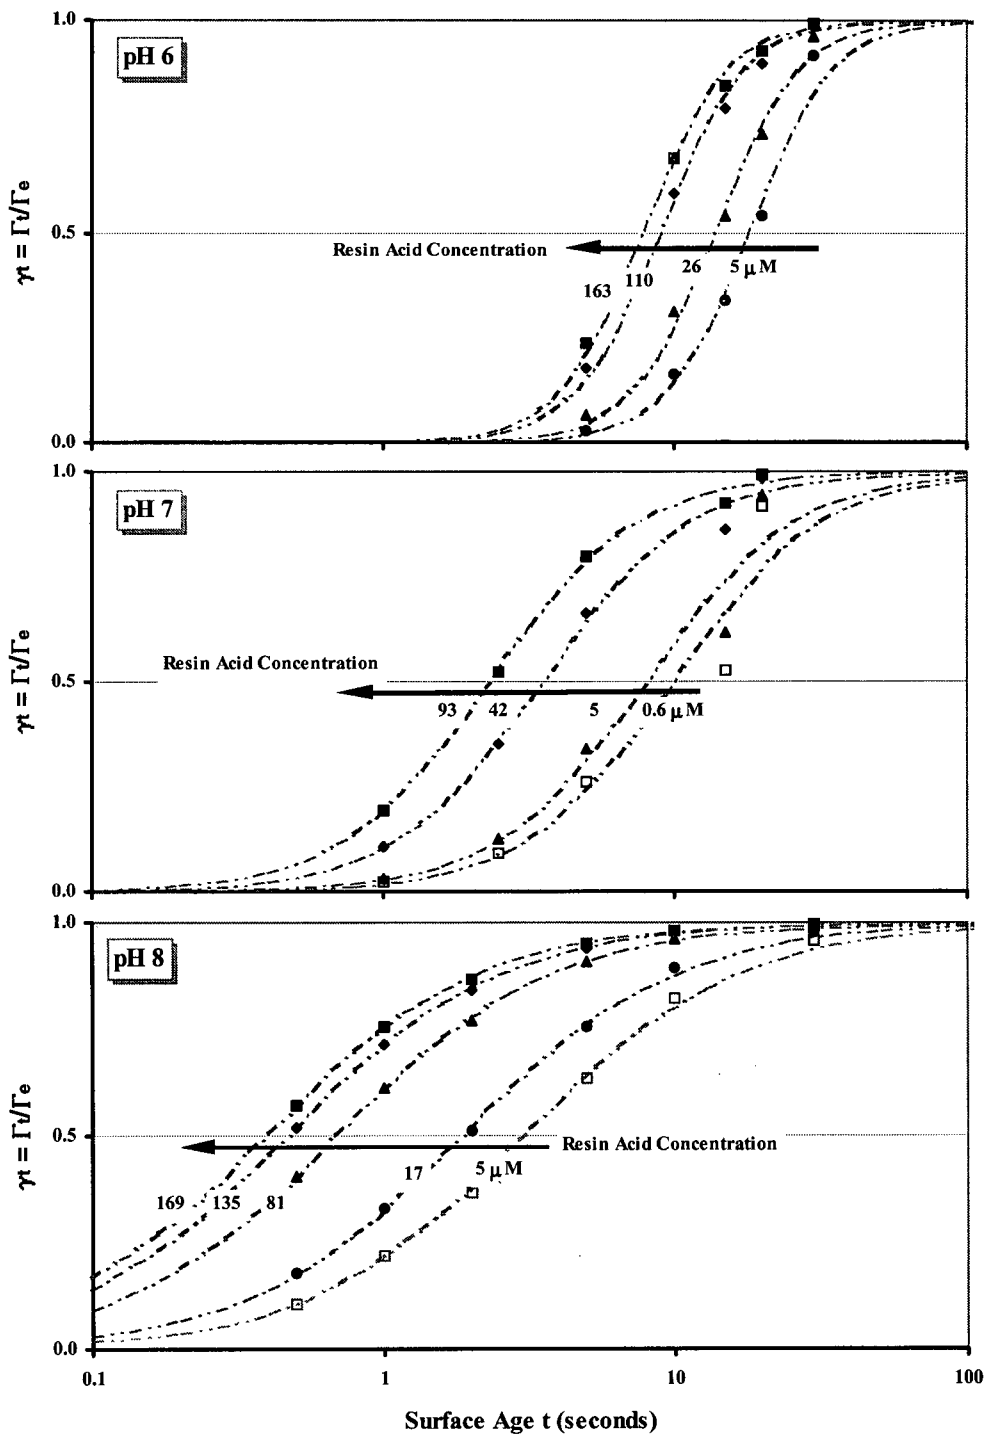 1.0
pH 6
γt = Γt/Γe
0.5
Resin Acid Concentration
163
110
26
5 μM
0.0
1.0
pH 7
γt = Γt/Γe
Resin Acid Concentration
0.5
93
42
5
0.6 μM
0.0
1.0
pH 8
γt = Γt/Γe
0.5
Resin Acid Concentration
169
135
81
17
5 μM
0.0
0.1
1
10
100
Surface Age t (seconds)